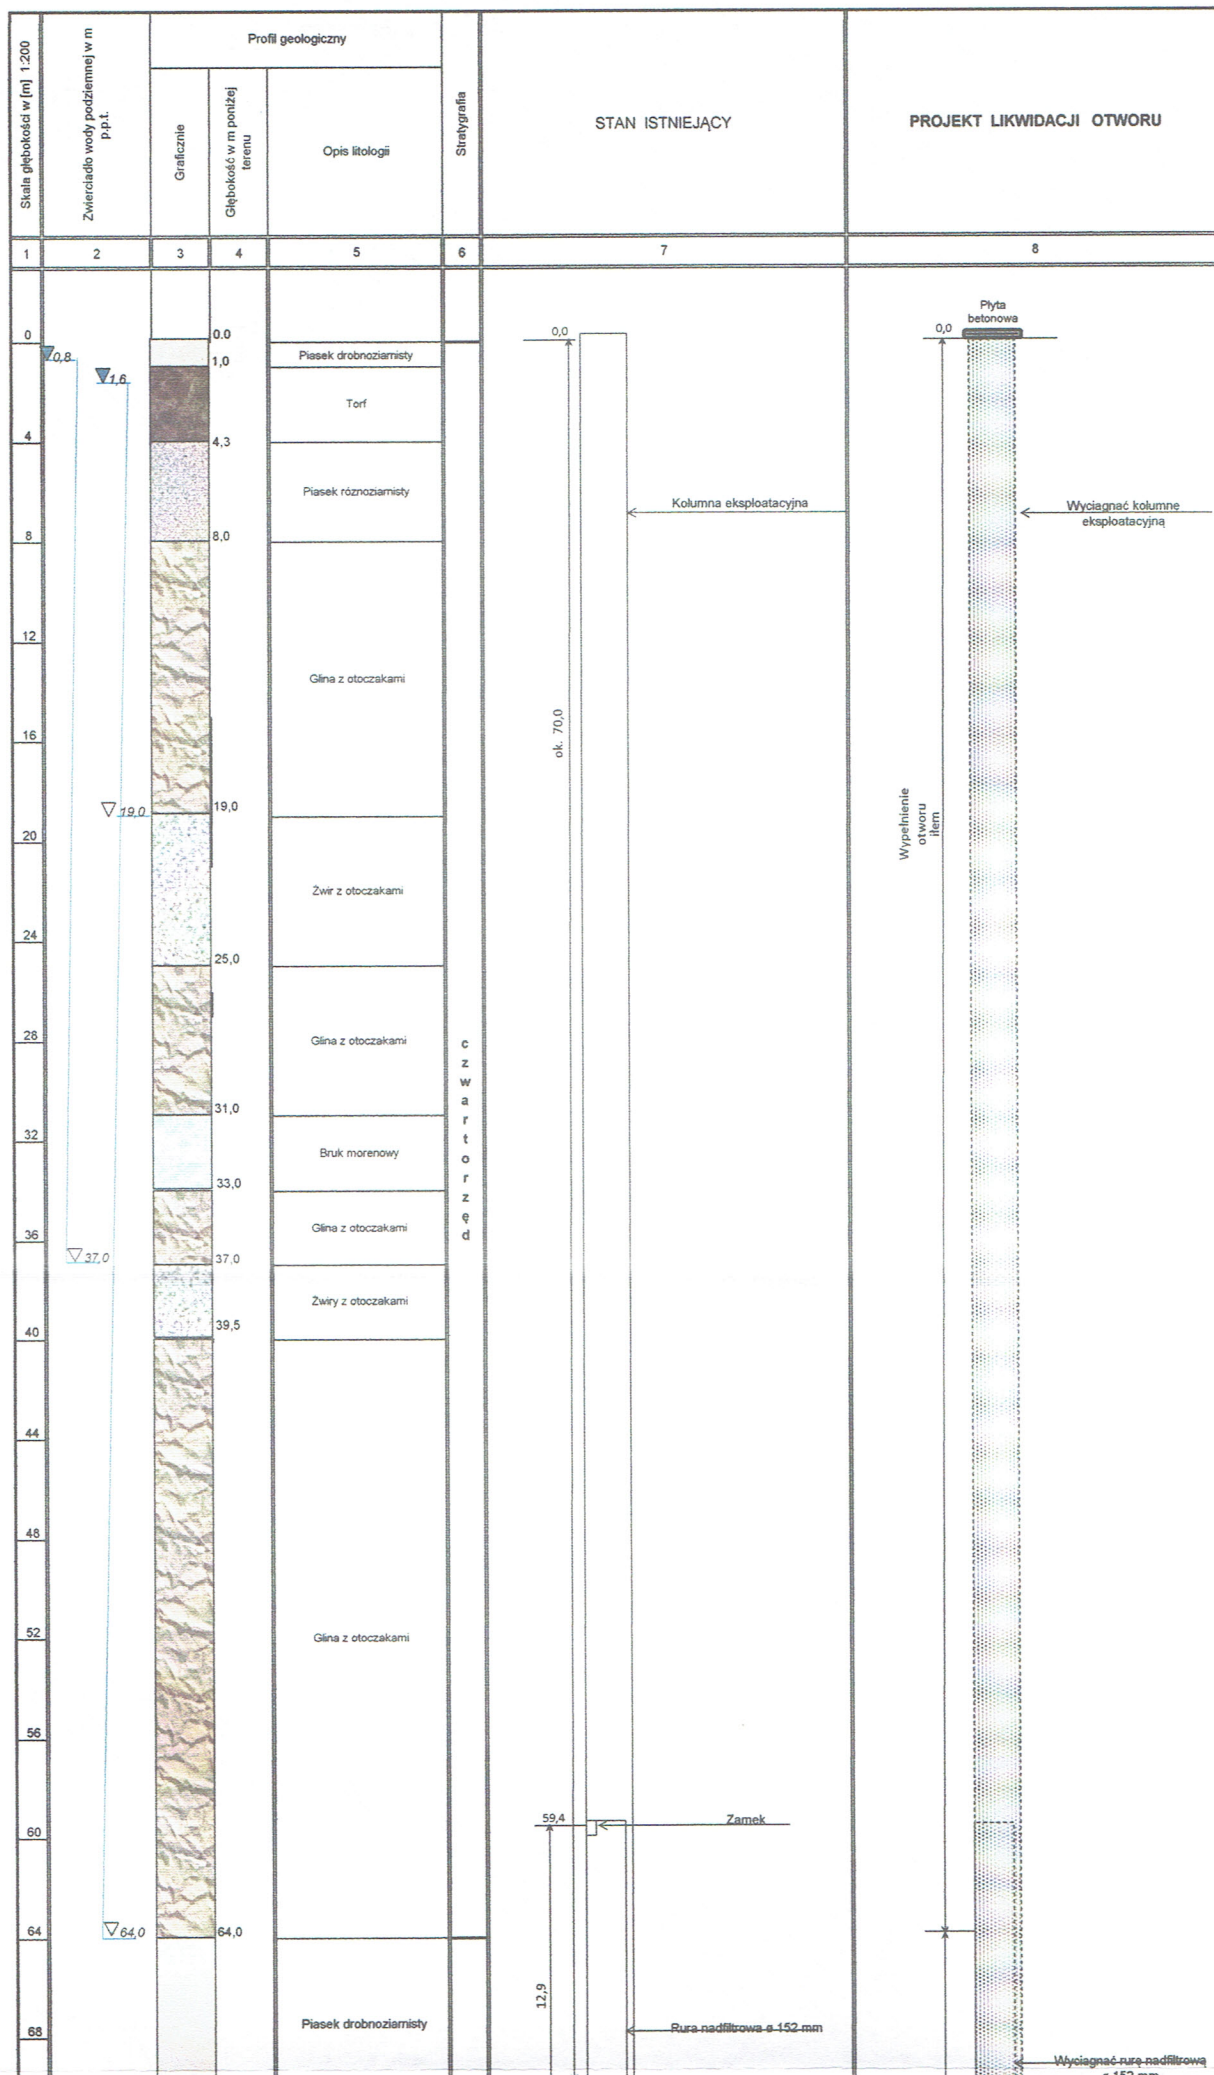 Skala głębokości w [m] 1:200
Zwierciadło wody podziemnej w m
p.p.t.
Profil geologiczny
Graficznie
Głębokość w m poniżej
terenu
Opis litologii
Stratygrafia
STAN ISTNIEJĄCY
PROJEKT LIKWIDACJI OTWORU
1 2 3 4 5 6 7 8
Płyta
betonowa
0 0.0 0,0 0,0
0,8
Piasek drobnoziarnisty
1,0
1,6
Torf
4 4,3
Piasek róznoziarnisty
Kolumna eksploatacyjna
Wyciagnać kolumnę
eksploatacyjną
8 8,0
12
Glina z otoczakami
16
ok. 70,0
19,0 19,0
Wypełnienie
otworu
iłem
20
Żwir z otoczakami
24
25,0
28
Glina z otoczakami
czwartorzęd
31,0
32
Bruk morenowy
33,0
Glina z otoczakami
36
37,0 37,0
Żwiry z otoczakami
39,5
40
44
48
52
Glina z otoczakami
56
59,4
Zamek
60
64 64,0 64,0
12,9
Piasek drobnoziarnisty
Rura nadfiltrowa ø 152 mm
68
Wyciagnać rurę nadfiltrową
ø 152 mm